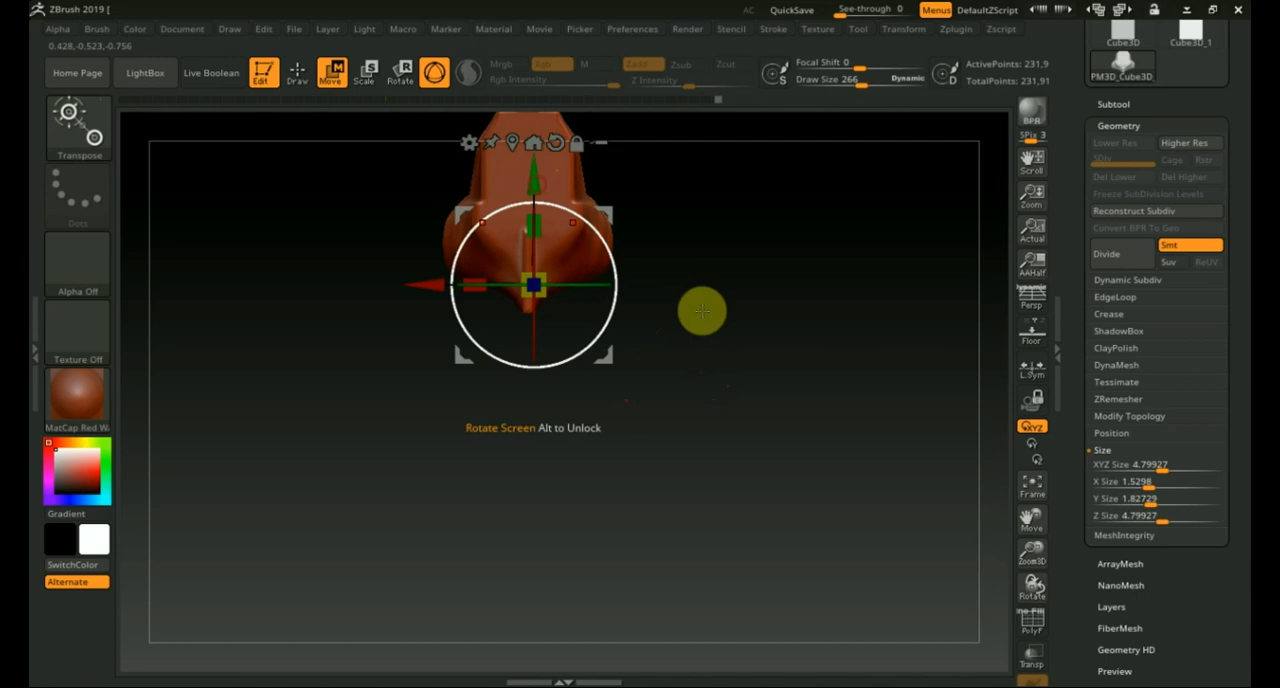 ZBrush 2019 [
AC QuickSave See-through 0 Menus DefaultZScript
Alpha Brush Color Document Draw Edit File Layer Light Macro Marker Material Movie Picker Preferences Render Stencil Stroke Texture Tool Transform Zplugin Zscript
0.428,-0.523,-0.756
Home Page LightBox Live Boolean Edit Draw Move Scale Rotate
Mrgb Rgb M Zadd Zsub Zcut
Rgb Intensity Z Intensity
Focal Shift 0
Draw Size 266 Dynamic
ActivePoints: 231,9
TotalPoints: 231,91
Transpose
Dots
Alpha Off
Texture Off
MatCap Red Wa
Gradient
SwitchColor
Alternate
Rotate Screen Alt to Unlock
BPR
SPix 3
Scroll
Zoom
Actual
AAHalf
Dynamic
Persp
Floor
L.Sym
XYZ
Frame
Move
Zoom3D
Rotate
PolyF
Transp
Cube3D Cube3D_1
PM3D_Cube3D
Subtool
Geometry
Lower Res Higher Res
SDiv Cage Rstr
Del Lower Del Higher
Freeze SubDivision Levels
Reconstruct Subdiv
Convert BPR To Geo
Divide Smt
Suv ReUV
Dynamic Subdiv
EdgeLoop
Crease
ShadowBox
ClayPolish
DynaMesh
Tessimate
ZRemesher
Modify Topology
Position
Size
XYZ Size 4.79927
X Size 1.5298
Y Size 1.82729
Z Size 4.79927
MeshIntegrity
ArrayMesh
NanoMesh
Layers
FiberMesh
Geometry HD
Preview